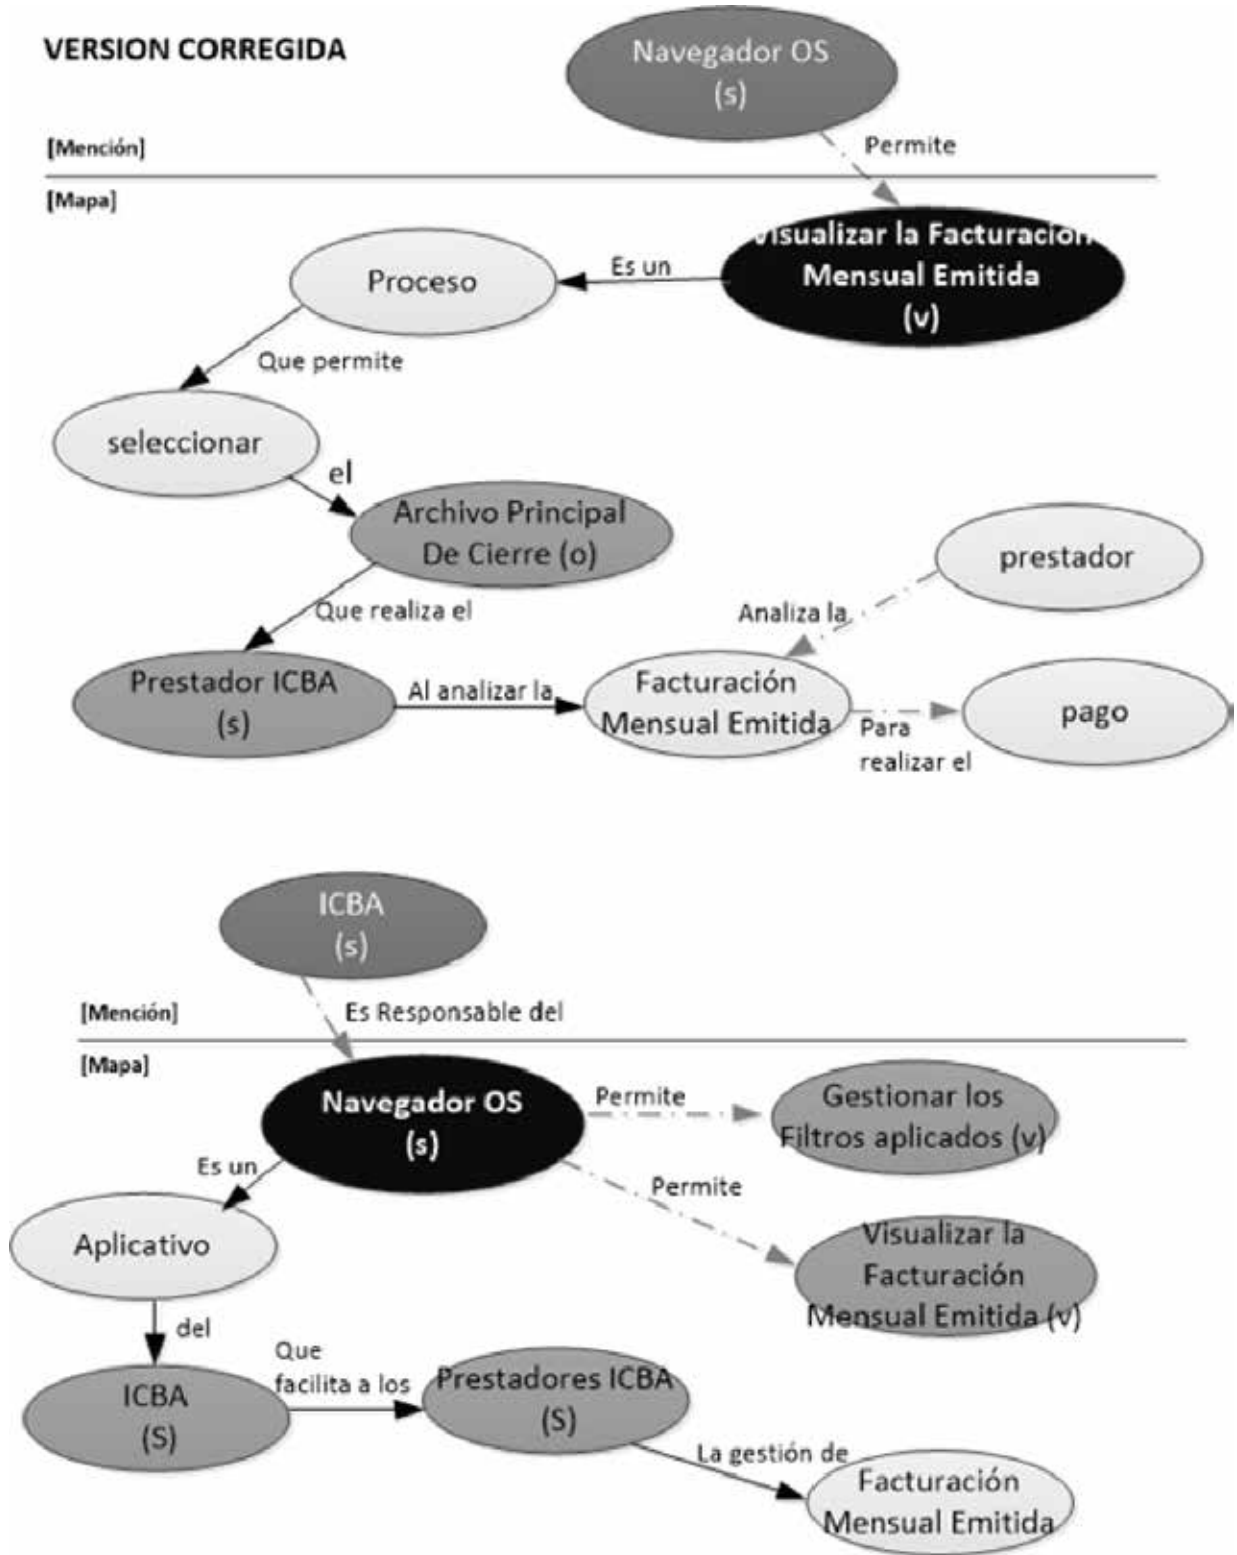 VERSION CORREGIDA
Navegador OS
(s)
[Mención]
Permite
[Mapa]
Visualizar la Facturación
Mensual Emitida
(v)
Es un
Proceso
Que permite
seleccionar
el
Archivo Principal
De Cierre (o)
prestador
Analiza la
Que realiza el
Prestador ICBA
(s)
Al analizar la
Facturación
Mensual Emitida
Para
realizar el
pago
ICBA
(s)
[Mención]
Es Responsable del
[Mapa]
Navegador OS
(s)
Permite
Gestionar los
Filtros aplicados (v)
Es un
Permite
Aplicativo
Visualizar la
Facturación
Mensual Emitida (v)
del
ICBA
(S)
Que
facilita a los
Prestadores ICBA
(S)
La gestión de
Facturación
Mensual Emitida